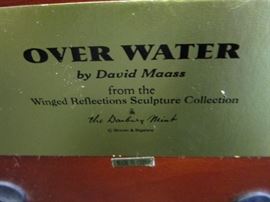 OVER WATER
by David Maass
from the
Winged Reflections Sculpture Collection
&
the Danbury Mint